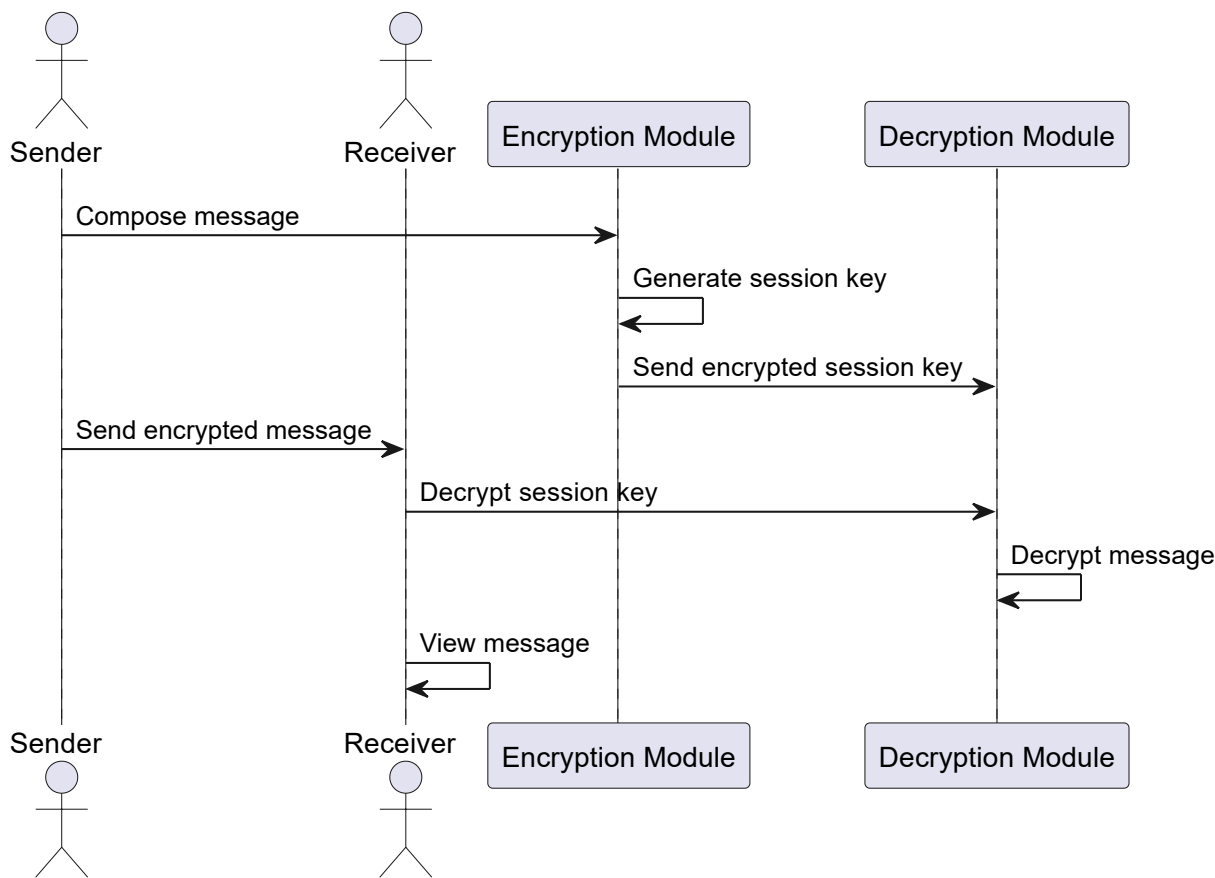 Sender
Receiver
Encryption Module
Decryption Module
Compose message
Generate session key
Send encrypted session key
Send encrypted message
Decrypt session key
Decrypt message
View message
Sender
Receiver
Encryption Module
Decryption Module